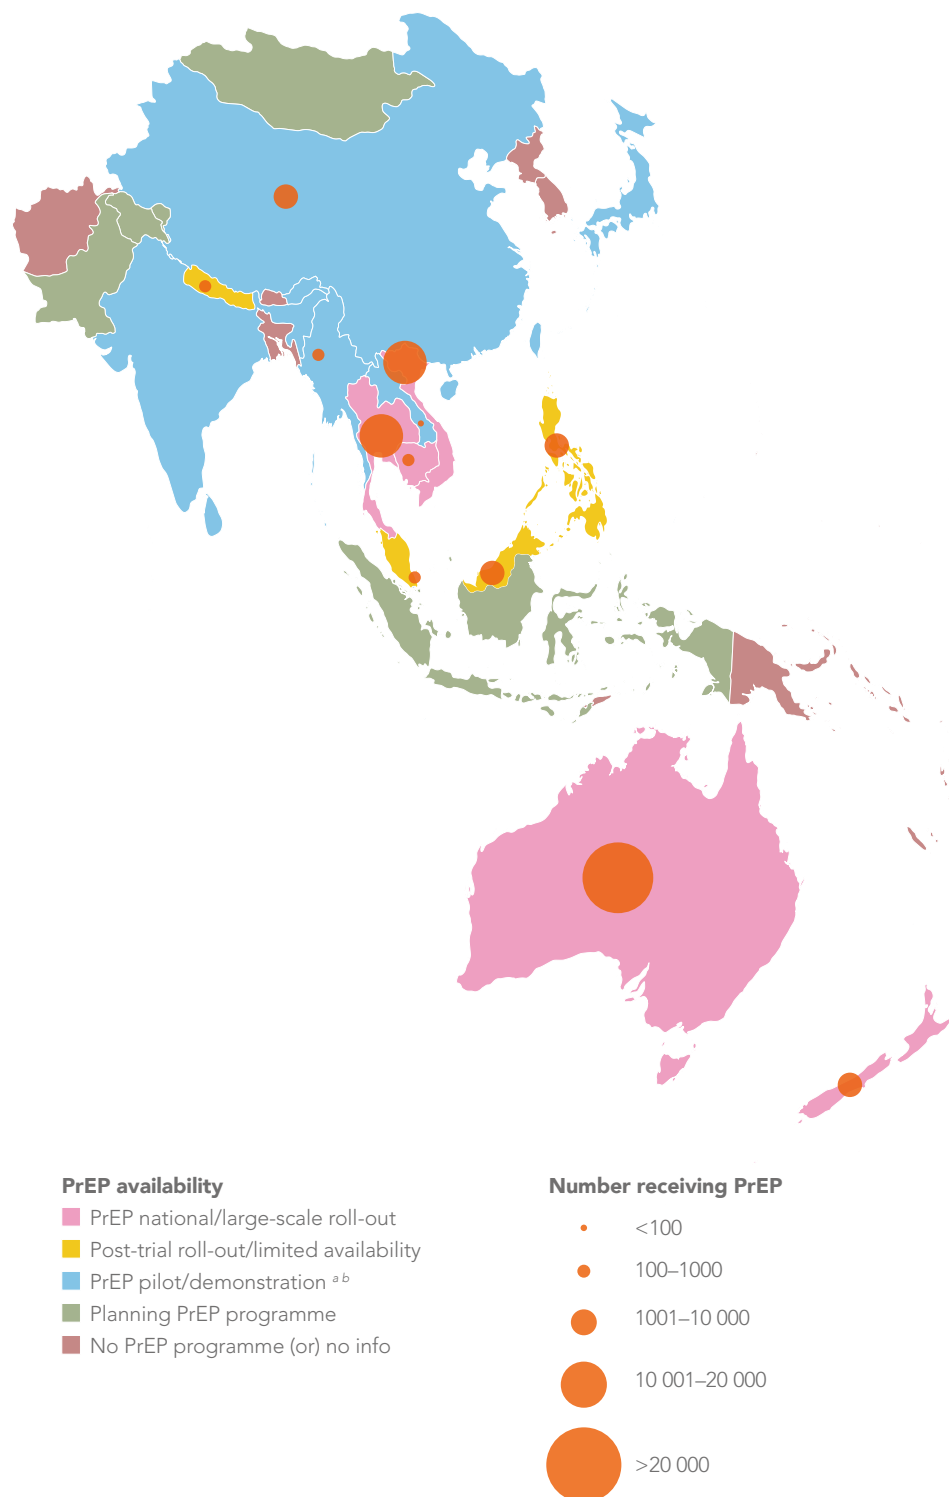 PrEP availability
PrEP national/large-scale roll-out
Post-trial roll-out/limited availability
PrEP pilot/demonstration a b
Planning PrEP programme
No PrEP programme (or) no info
Number receiving PrEP
<100
100–1000
1001–10 000
10 001–20 000
>20 000